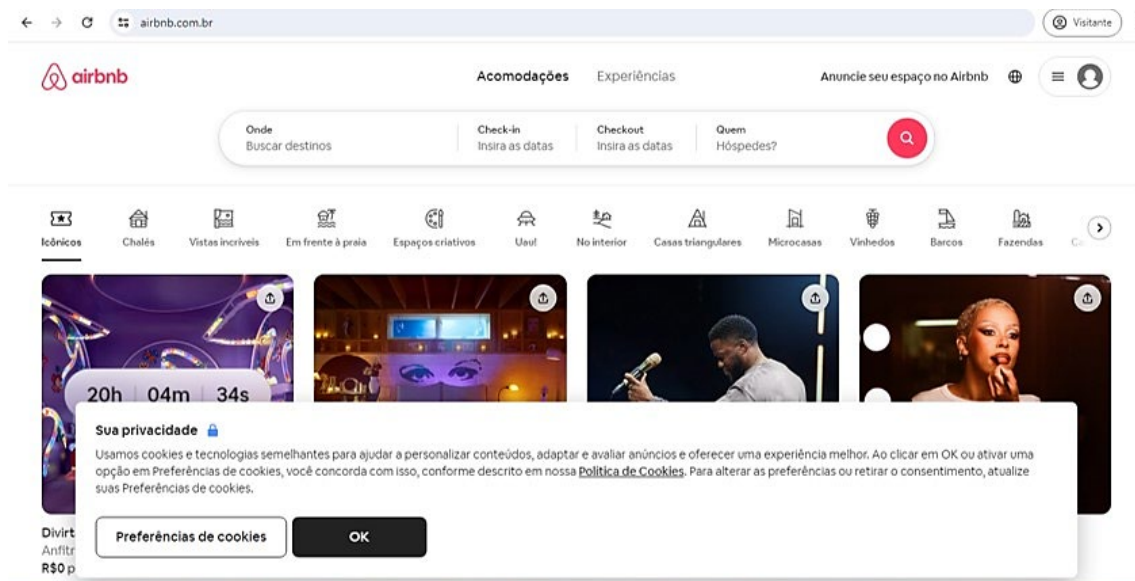 airbnb.com.br
Visitante
airbnb
Acomodações Experiências Anuncie seu espaço no Airbnb
Onde Check-in Checkout Quem
Buscar destinos Insira as datas Insira as datas Hóspedes?
Icônicos Chalés Vistas incríveis Em frente à praia Espaços criativos Uau! No interior Casas triangulares Microcasas Vinhedos Barcos Fazendas
20h 04m 34s
Sua privacidade
Usamos cookies e tecnologias semelhantes para ajudar a personalizar conteúdos, adaptar e avaliar anúncios e oferecer uma experiência melhor. Ao clicar em OK ou ativar uma
opção em Preferências de cookies, você concorda com isso, conforme descrito em nossa Política de Cookies. Para alterar as preferências ou retirar o consentimento, atualize
suas Preferências de cookies.
Preferências de cookies OK
Divirt
Anfitr
R$0 p